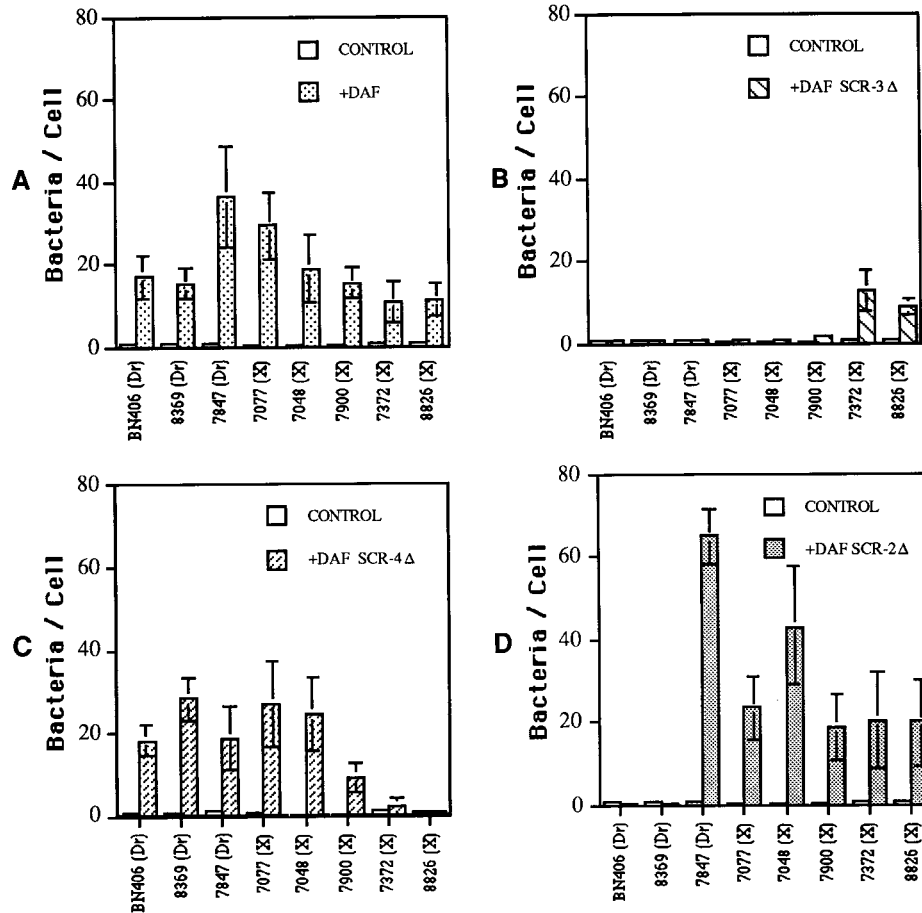 A
Bacteria / Cell
80
60
40
20
0
CONTROL
+DAF
BN406 (Dr)
8369 (Dr)
7847 (Dr)
7077 (X)
7048 (X)
7900 (X)
7372 (X)
8826 (X)
B
Bacteria / Cell
80
60
40
20
0
CONTROL
+DAF SCR-3 Δ
BN406 (Dr)
8369 (Dr)
7847 (Dr)
7077 (X)
7048 (X)
7900 (X)
7372 (X)
8826 (X)
C
Bacteria / Cell
80
60
40
20
0
CONTROL
+DAF SCR-4 Δ
BN406 (Dr)
8369 (Dr)
7847 (Dr)
7077 (X)
7048 (X)
7900 (X)
7372 (X)
8826 (X)
D
Bacteria / Cell
80
60
40
20
0
CONTROL
+DAF SCR-2 Δ
BN406 (Dr)
8369 (Dr)
7847 (Dr)
7077 (X)
7048 (X)
7900 (X)
7372 (X)
8826 (X)